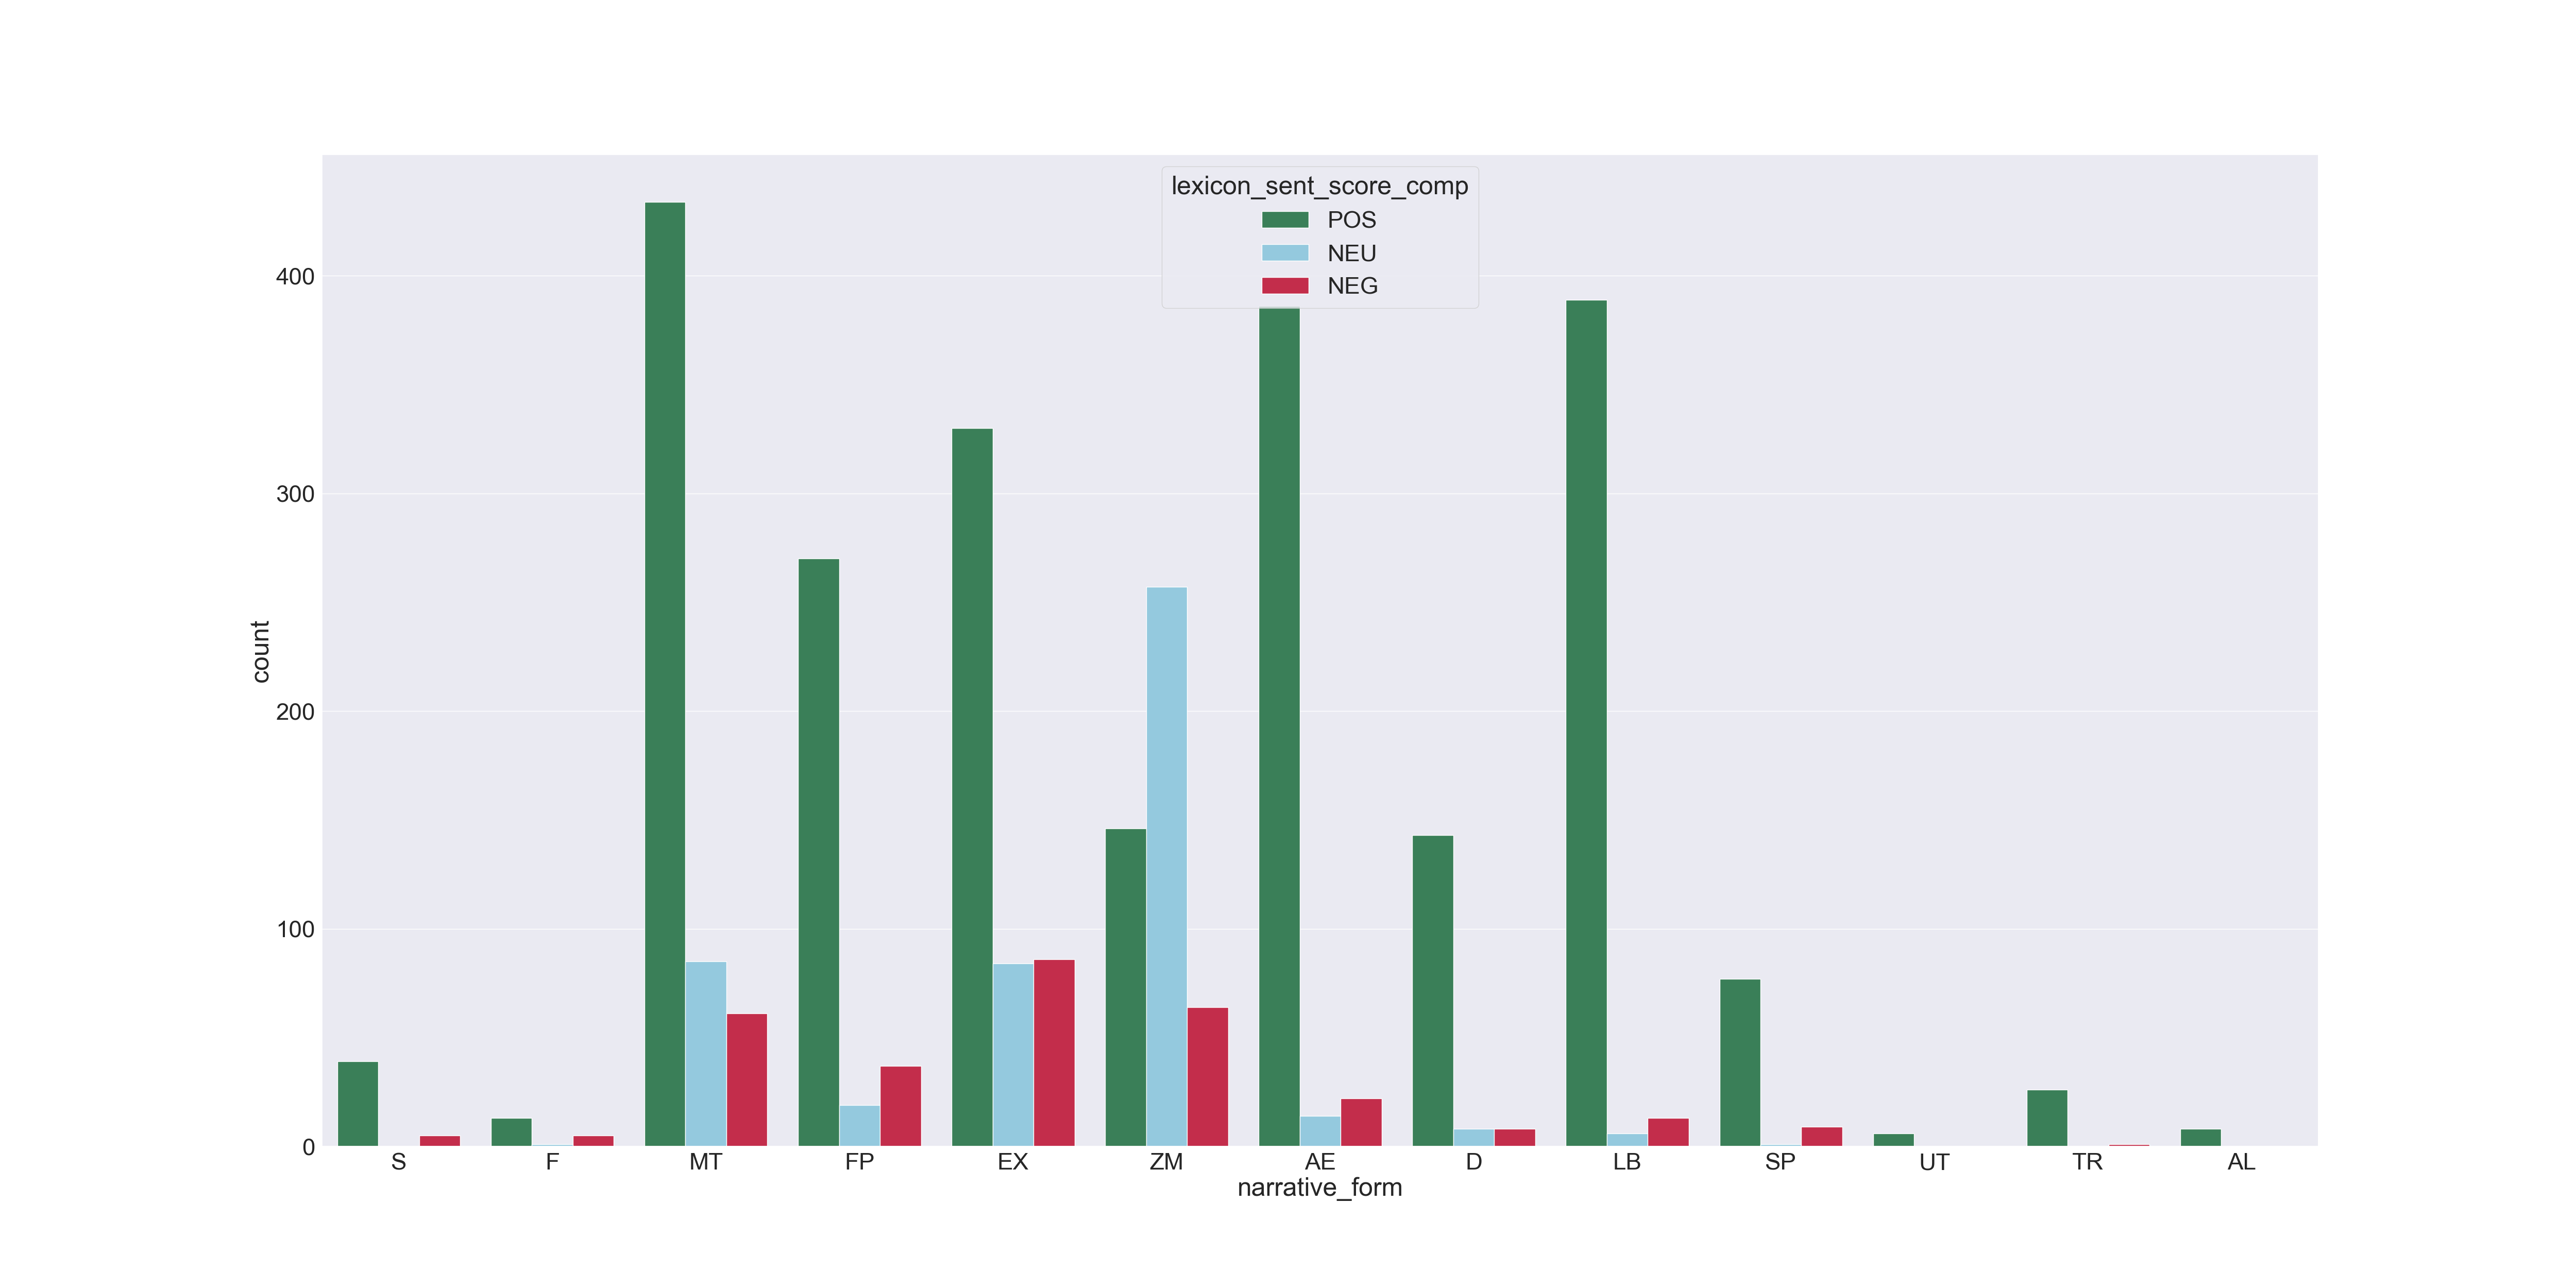 lexicon_sent_score_comp
POS
NEU
NEG
400
300
200
100
0
count
S F MT FP EX ZM AE D LB SP UT TR AL
narrative_form